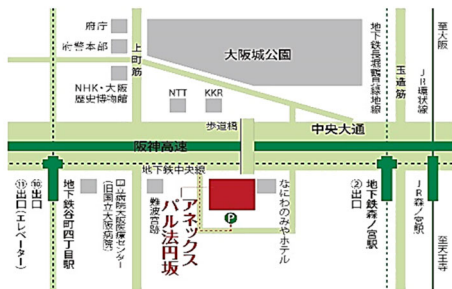 府庁
府警本部
NHK・大阪
歴史博物館
上町筋
大阪城公園
NTT
KKR
地下鉄長堀鶴見緑地線
玉造筋
JR環状線
至大阪
歩道橋
中央大通
阪神高速
地下鉄中央線
⑪出口(エレベーター)
⑩出口
地下鉄谷町四丁目駅
国立病院大阪医療センター
(旧国立大阪病院)
難波宮跡
アネックス
パル法円坂
P
なにわのみやホテル
②出口
地下鉄森ノ宮駅
JR森ノ宮駅
至天王寺